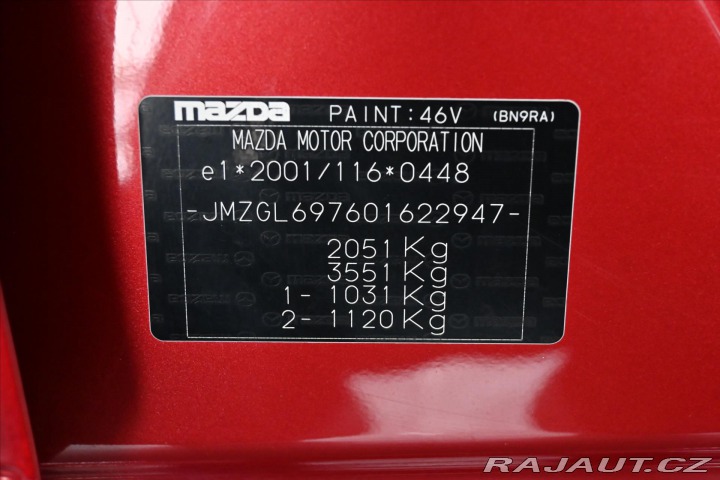 mazda PAINT:46V (BN9RA)
MAZDA MOTOR CORPORATION
e1*2001/116*0448
-JMZGL697601622947-
2051 Kg
3551 Kg
1- 1031 Kg
2- 1120 Kg
RAJAUT.CZ